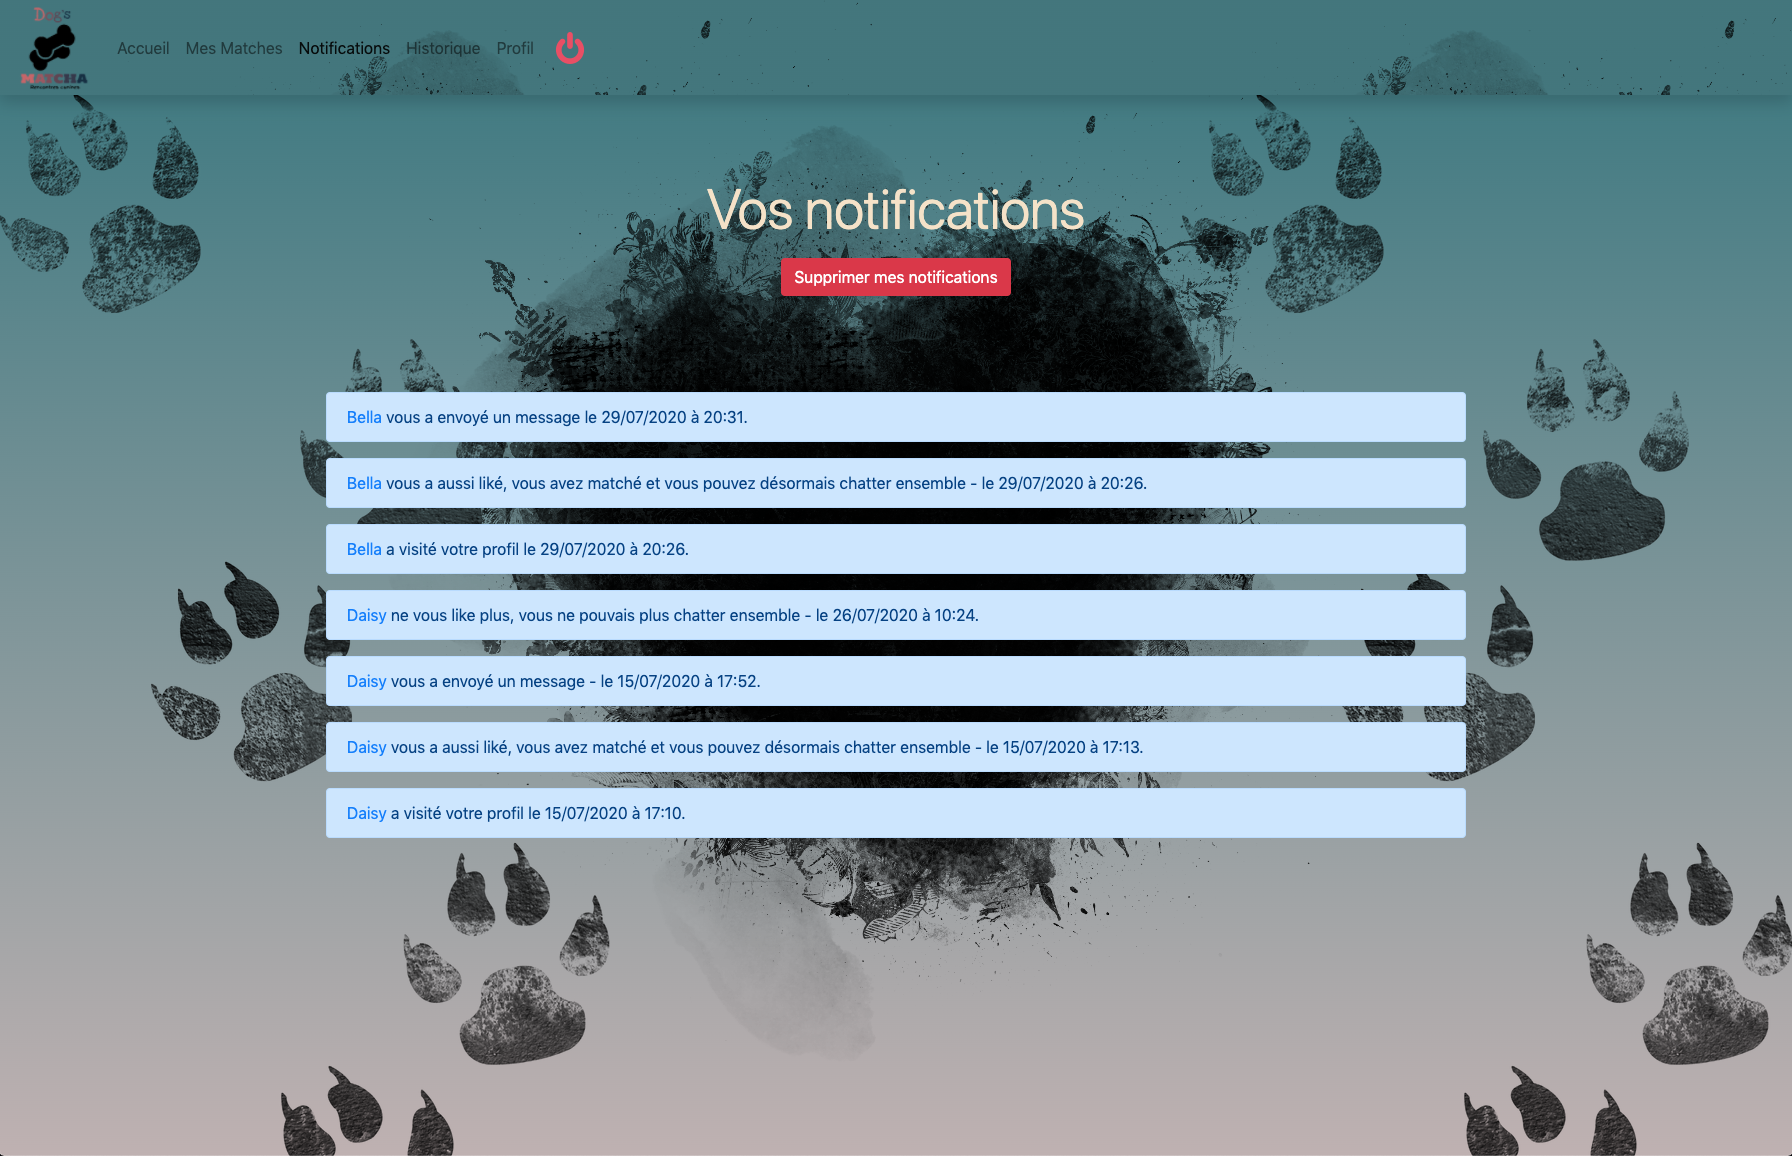 Dog's
MATCHA
Rencontres canines
Accueil Mes Matches Notifications Historique Profil
Vos notifications
Supprimer mes notifications
Bella vous a envoyé un message le 29/07/2020 à 20:31.
Bella vous a aussi liké, vous avez matché et vous pouvez désormais chatter ensemble - le 29/07/2020 à 20:26.
Bella a visité votre profil le 29/07/2020 à 20:26.
Daisy ne vous like plus, vous ne pouvais plus chatter ensemble - le 26/07/2020 à 10:24.
Daisy vous a envoyé un message - le 15/07/2020 à 17:52.
Daisy vous a aussi liké, vous avez matché et vous pouvez désormais chatter ensemble - le 15/07/2020 à 17:13.
Daisy a visité votre profil le 15/07/2020 à 17:10.